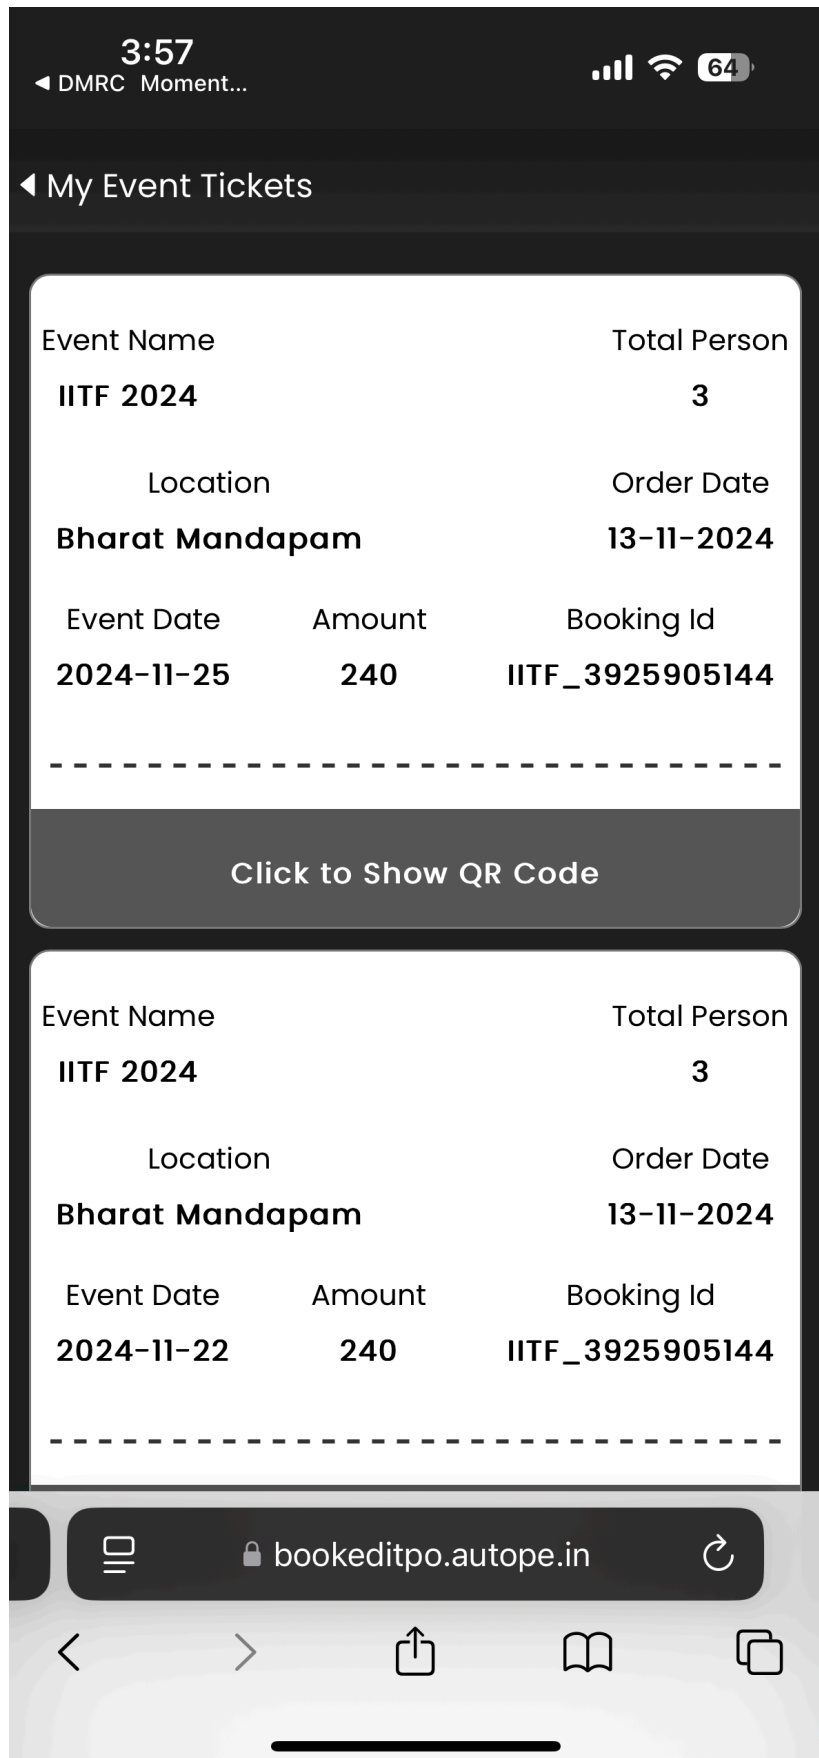 3:57
64
◀ DMRC Moment...
◀ My Event Tickets
Event Name Total Person
IITF 2024 3
Location Order Date
Bharat Mandapam 13-11-2024
Event Date Amount Booking Id
2024-11-25 240 IITF_3925905144
Click to Show QR Code
Event Name Total Person
IITF 2024 3
Location Order Date
Bharat Mandapam 13-11-2024
Event Date Amount Booking Id
2024-11-22 240 IITF_3925905144
bookeditpo.autope.in